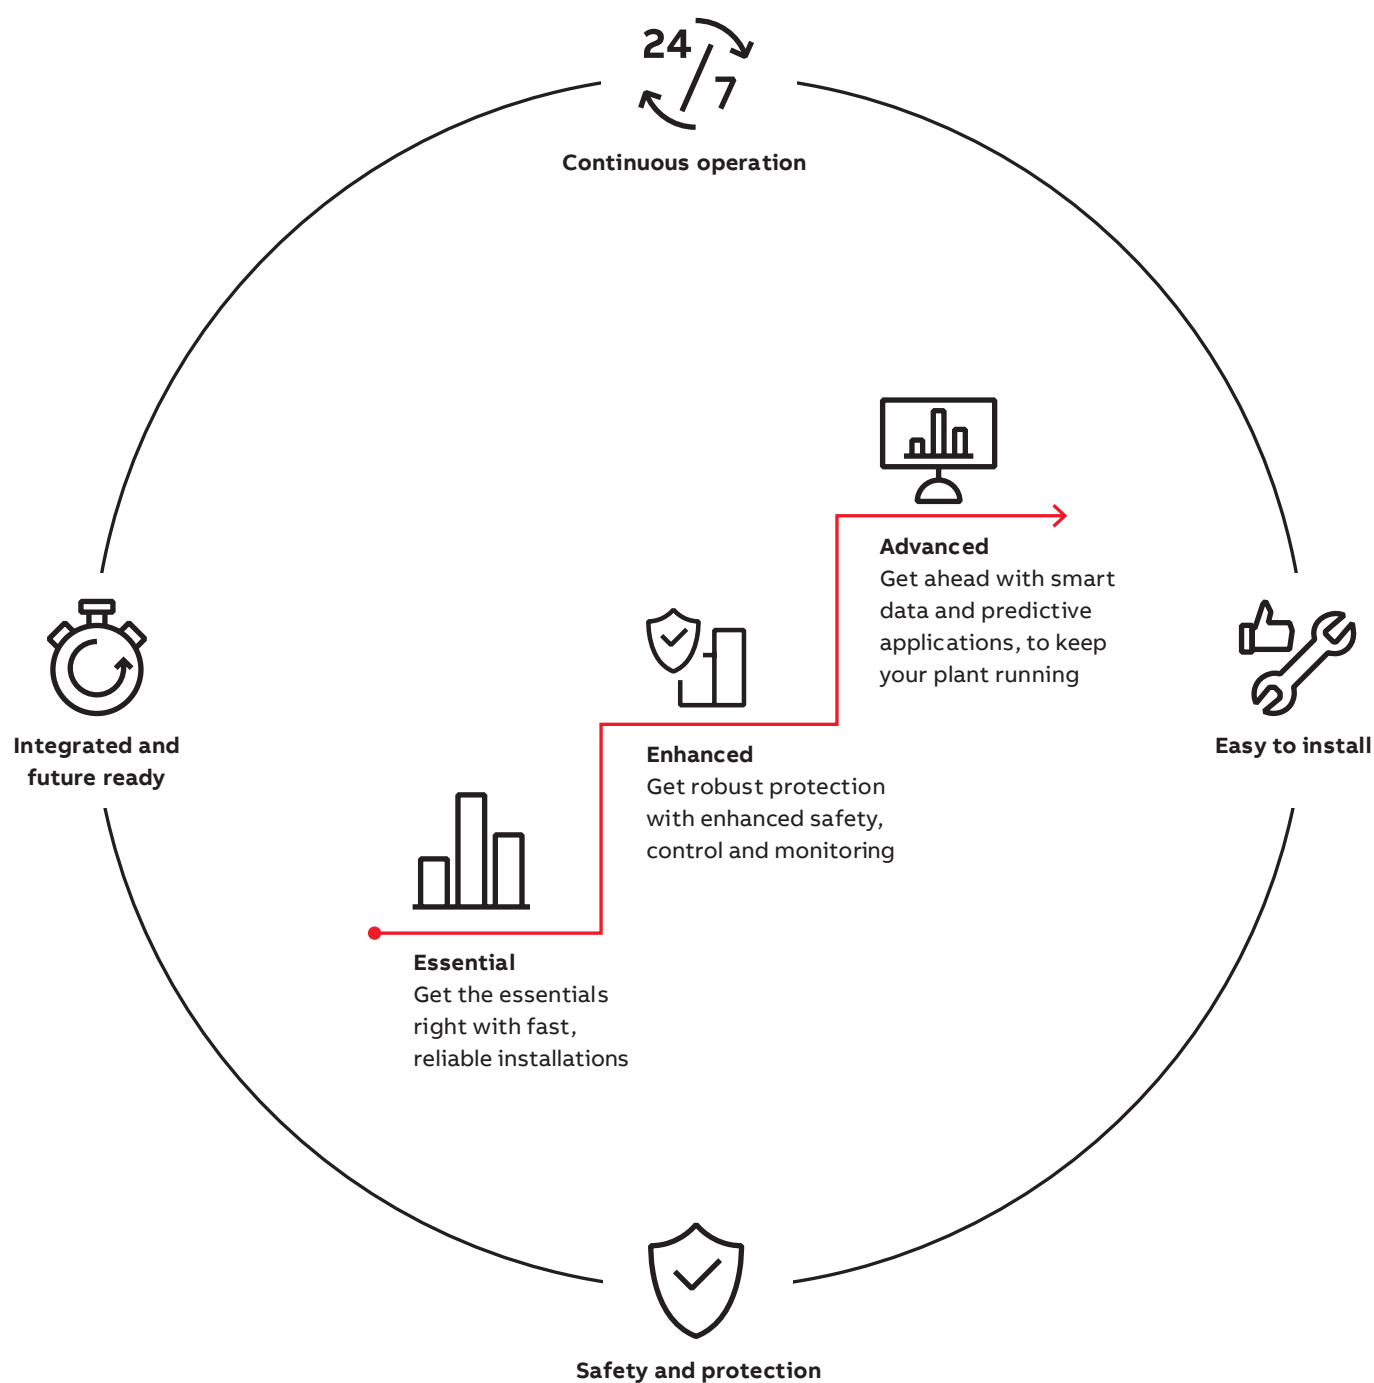 24
7
Continuous operation
Advanced
Get ahead with smart
data and predictive
applications, to keep
your plant running
Integrated and
future ready
Easy to install
Enhanced
Get robust protection
with enhanced safety,
control and monitoring
Essential
Get the essentials
right with fast,
reliable installations
Safety and protection